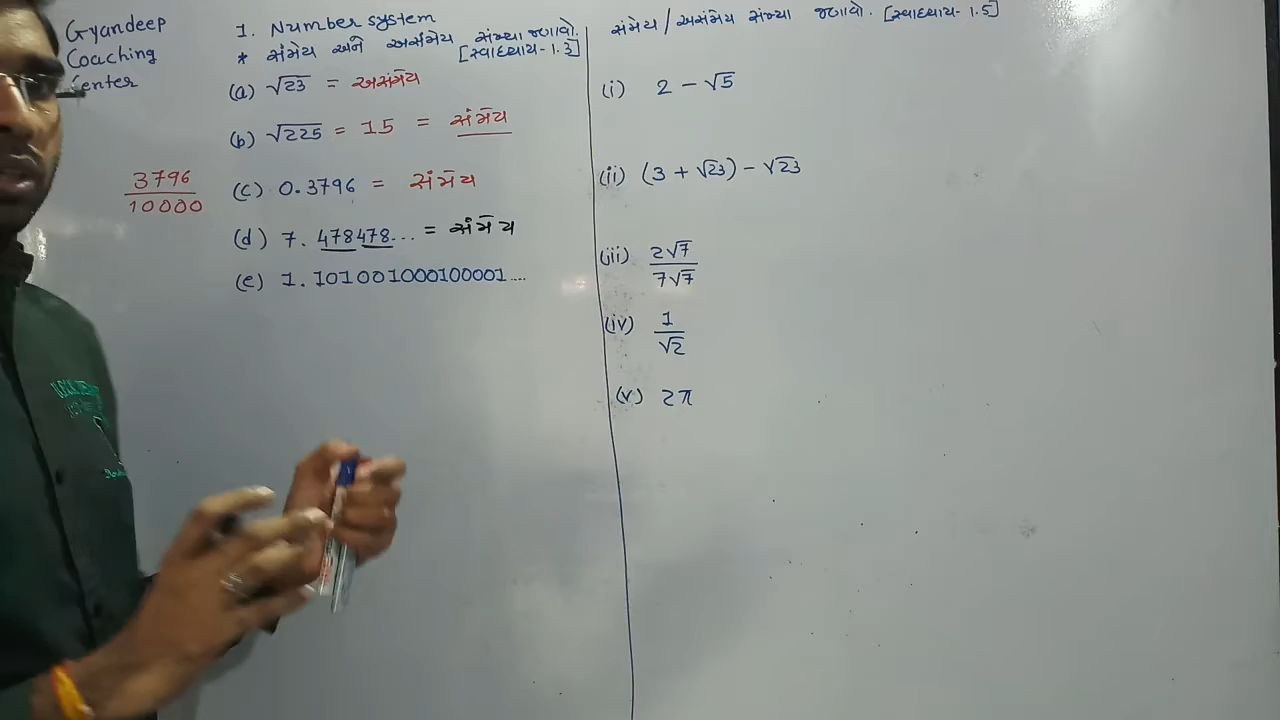 Gyandeep
Coaching
Center
1. Number system
* સંમેય અને અસંમેય સંખ્યા જણાવો.
[સ્વાધ્યાય-1.3]
(a) √23 = અસંમેય
(b) √225 = 15 = સંમેય
3796
10000
(c) 0.3796 = સંમેય
(d) 7.478478... = સંમેય
(e) 1.101001000100001....
સંમેય/અસંમેય સંખ્યા જણાવો. [સ્વાધ્યાય-1.5]
(i) 2 - √5
(ii) (3 + √23) - √23
(iii) 2√7
7√7
(iv) 1
√2
(v) 2π